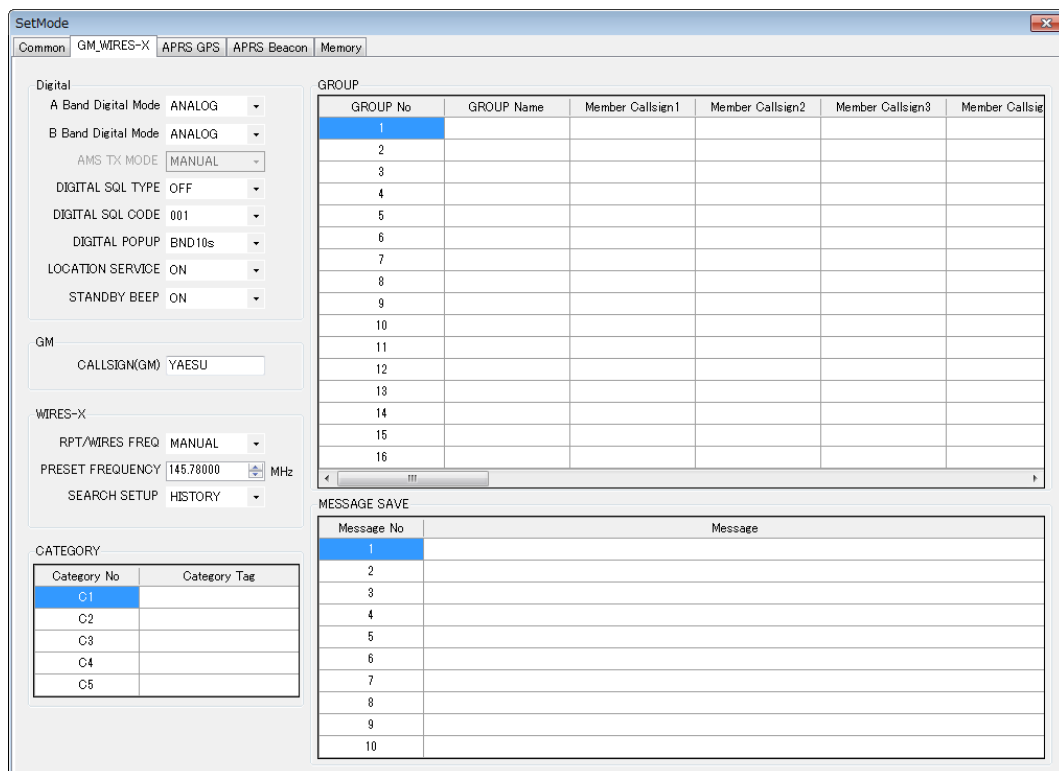 SetMode
Common GM_WIRES-X APRS GPS APRS Beacon Memory
Digital
A Band Digital Mode ANALOG
B Band Digital Mode ANALOG
AMS TX MODE MANUAL
DIGITAL SQL TYPE OFF
DIGITAL SQL CODE 001
DIGITAL POPUP BND10s
LOCATION SERVICE ON
STANDBY BEEP ON
GM
CALLSIGN(GM) YAESU
WIRES-X
RPT/WIRES FREQ MANUAL
PRESET FREQUENCY 145.78000 MHz
SEARCH SETUP HISTORY
CATEGORY
Category No Category Tag
C1
C2
C3
C4
C5
GROUP
GROUP No GROUP Name Member Callsign1 Member Callsign2 Member Callsign3 Member Callsig
1
2
3
4
5
6
7
8
9
10
11
12
13
14
15
16
MESSAGE SAVE
Message No Message
1
2
3
4
5
6
7
8
9
10